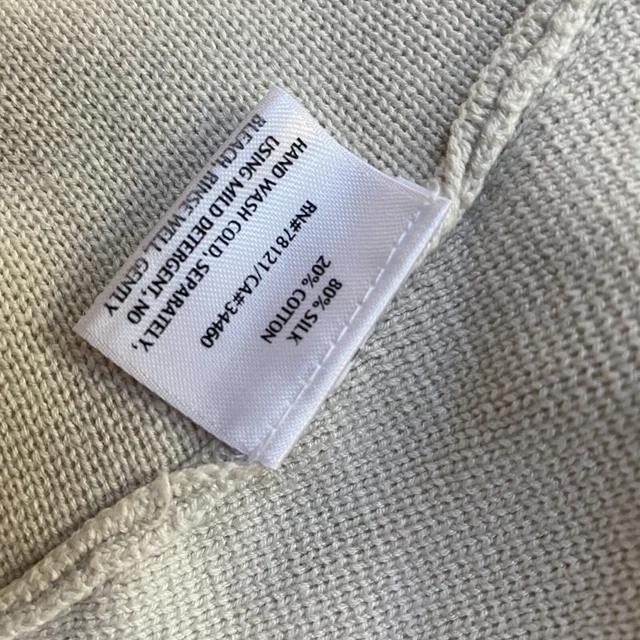 80% SILK
20% COTTON
RN#78121/CA#34460
HAND WASH COLD, SEPARATELY,
USING MILD DETERGENT, NO
BLEACH, RINSE WELL, GENTLY